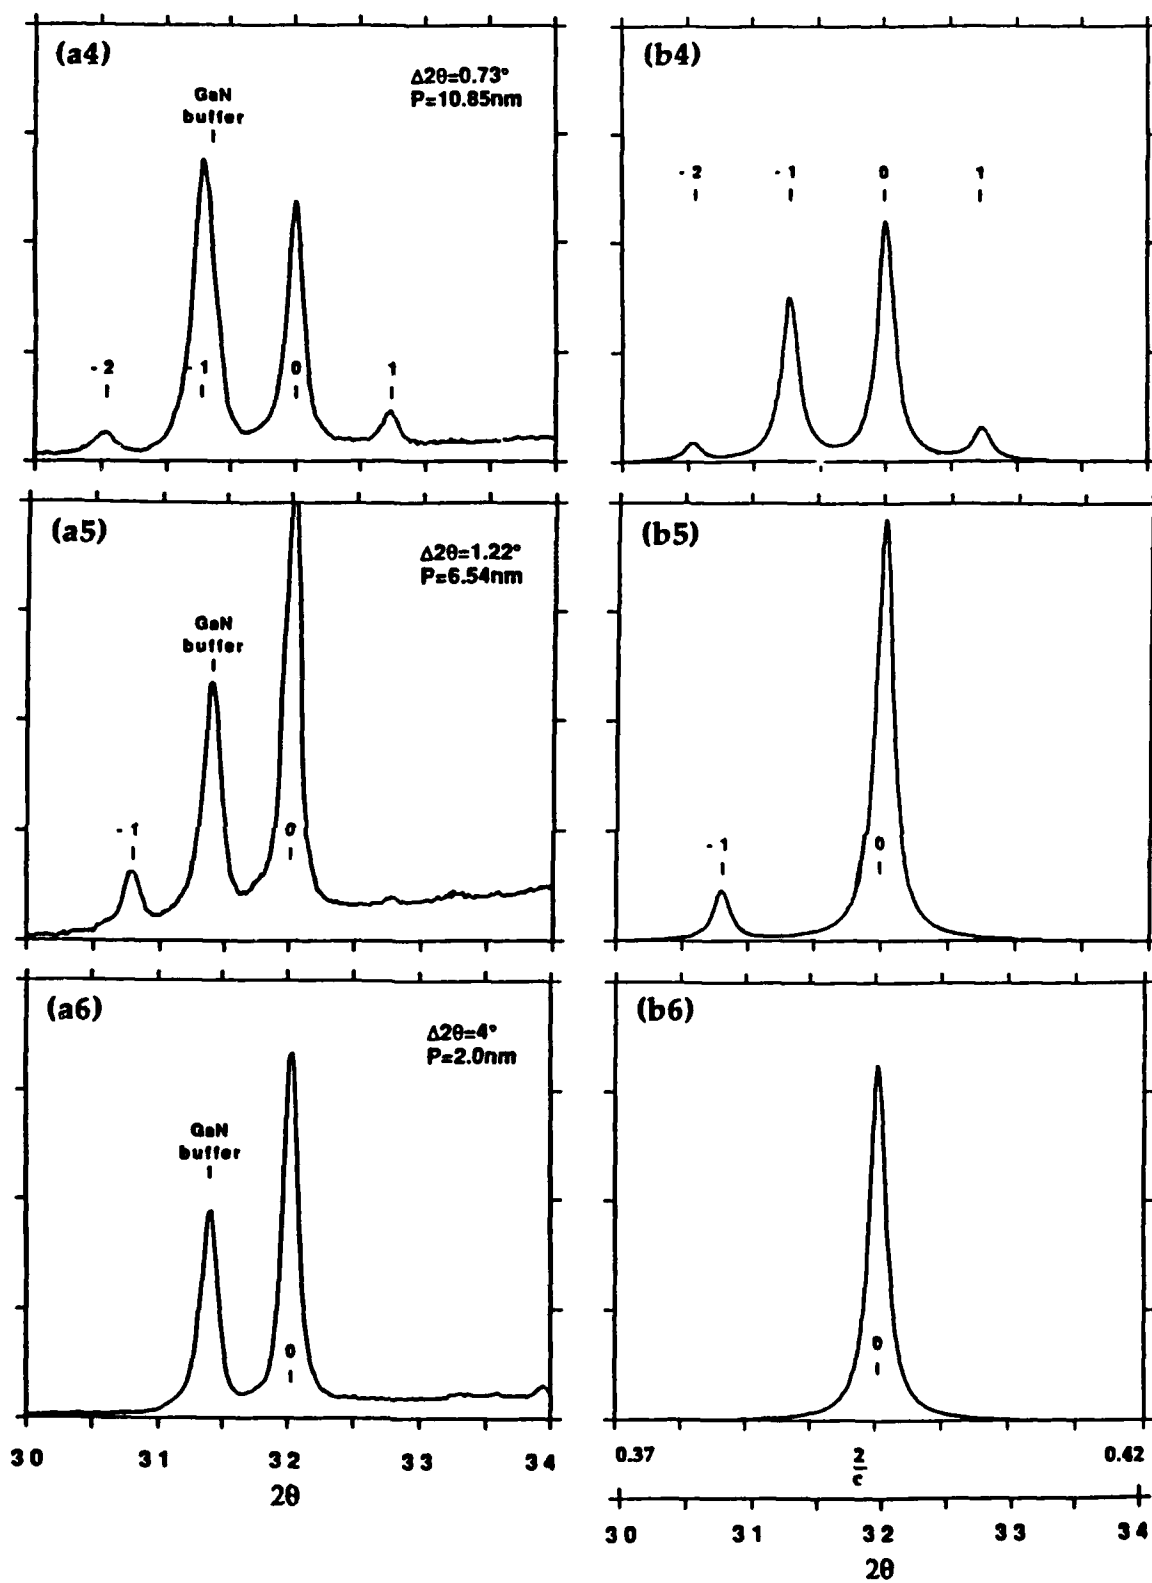 (a4)
Δ2θ=0.73°
P=10.85nm
GaN
buffer
-2
-1
0
1
(b4)
-2
-1
0
1
(a5)
Δ2θ=1.22°
P=6.54nm
GaN
buffer
-1
0
(b5)
-1
0
(a6)
Δ2θ=4°
P=2.0nm
GaN
buffer
0
(b6)
0
30 31 32 33 34
2θ
0.37 2/c 0.42
30 31 32 33 34
2θ